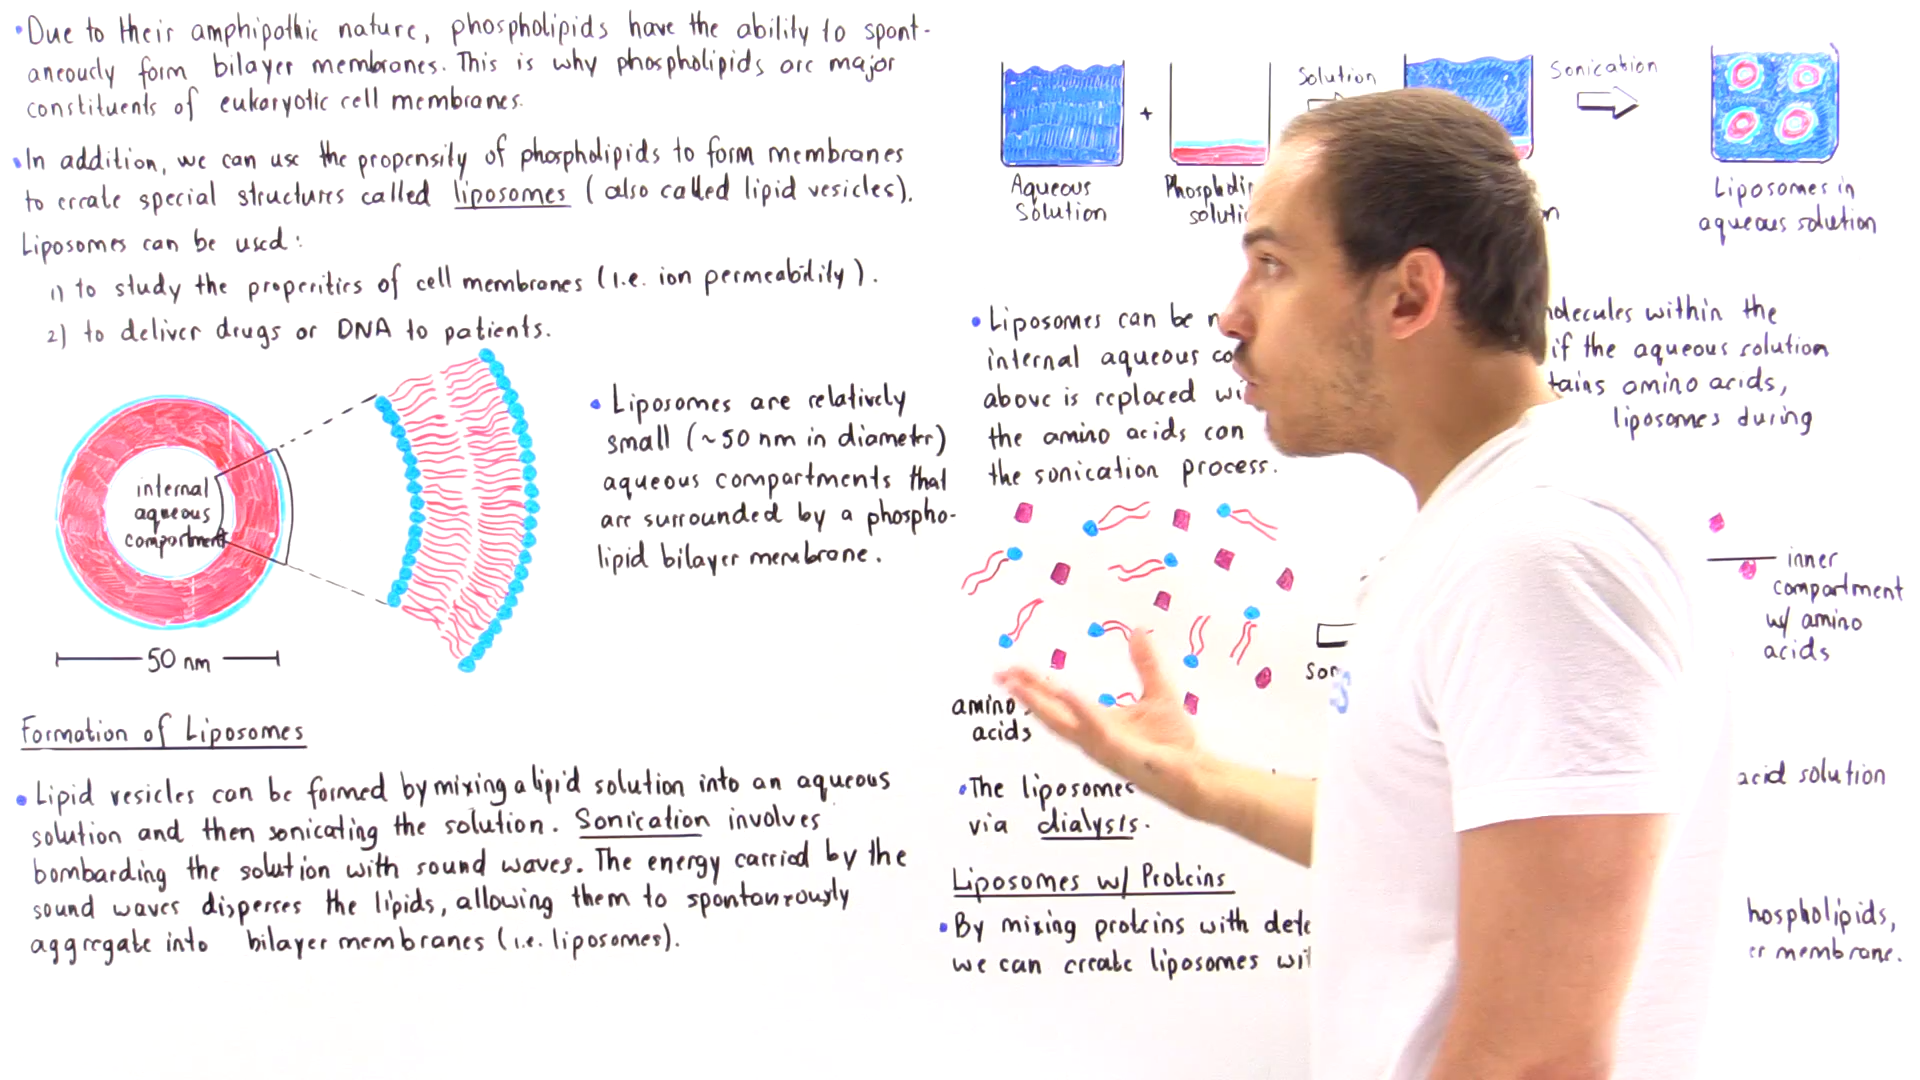 • Due to their amphipathic nature, phospholipids have the ability to spont-
aneously form bilayer membranes. This is why phospholipids are major
constituents of eukaryotic cell membranes.
• In addition, we can use the propensity of phospholipids to form membranes
to create special structures called liposomes (also called lipid vesicles).
Liposomes can be used:
1) to study the properities of cell membranes (i.e. ion permeability).
2) to deliver drugs or DNA to patients.
internal
aqueous
compartment
50 nm
• Liposomes are relatively
small (~50 nm in diameter)
aqueous compartments that
are surrounded by a phospho-
lipid bilayer membrane.
Formation of Liposomes
• Lipid vesicles can be formed by mixing a lipid solution into an aqueous
solution and then sonicating the solution. Sonication involves
bombarding the solution with sound waves. The energy carried by the
sound waves disperses the lipids, allowing them to spontaneously
aggregate into bilayer membranes (i.e. liposomes).
+
Solution
Sonication
Aqueous
Solution
Liposomes in
aqueous solution
• Liposomes can be
within the
internal aqueous
if the aqueous solution
above is replaced
amino acids,
the amino acids can
liposomes during
the sonication process.
amino
acids
inner
compartment
w/ amino
acids
acid solution
• The liposomes
via dialysis.
Liposomes w/ Proteins
• By mixing proteins with
we can create liposomes
membrane.